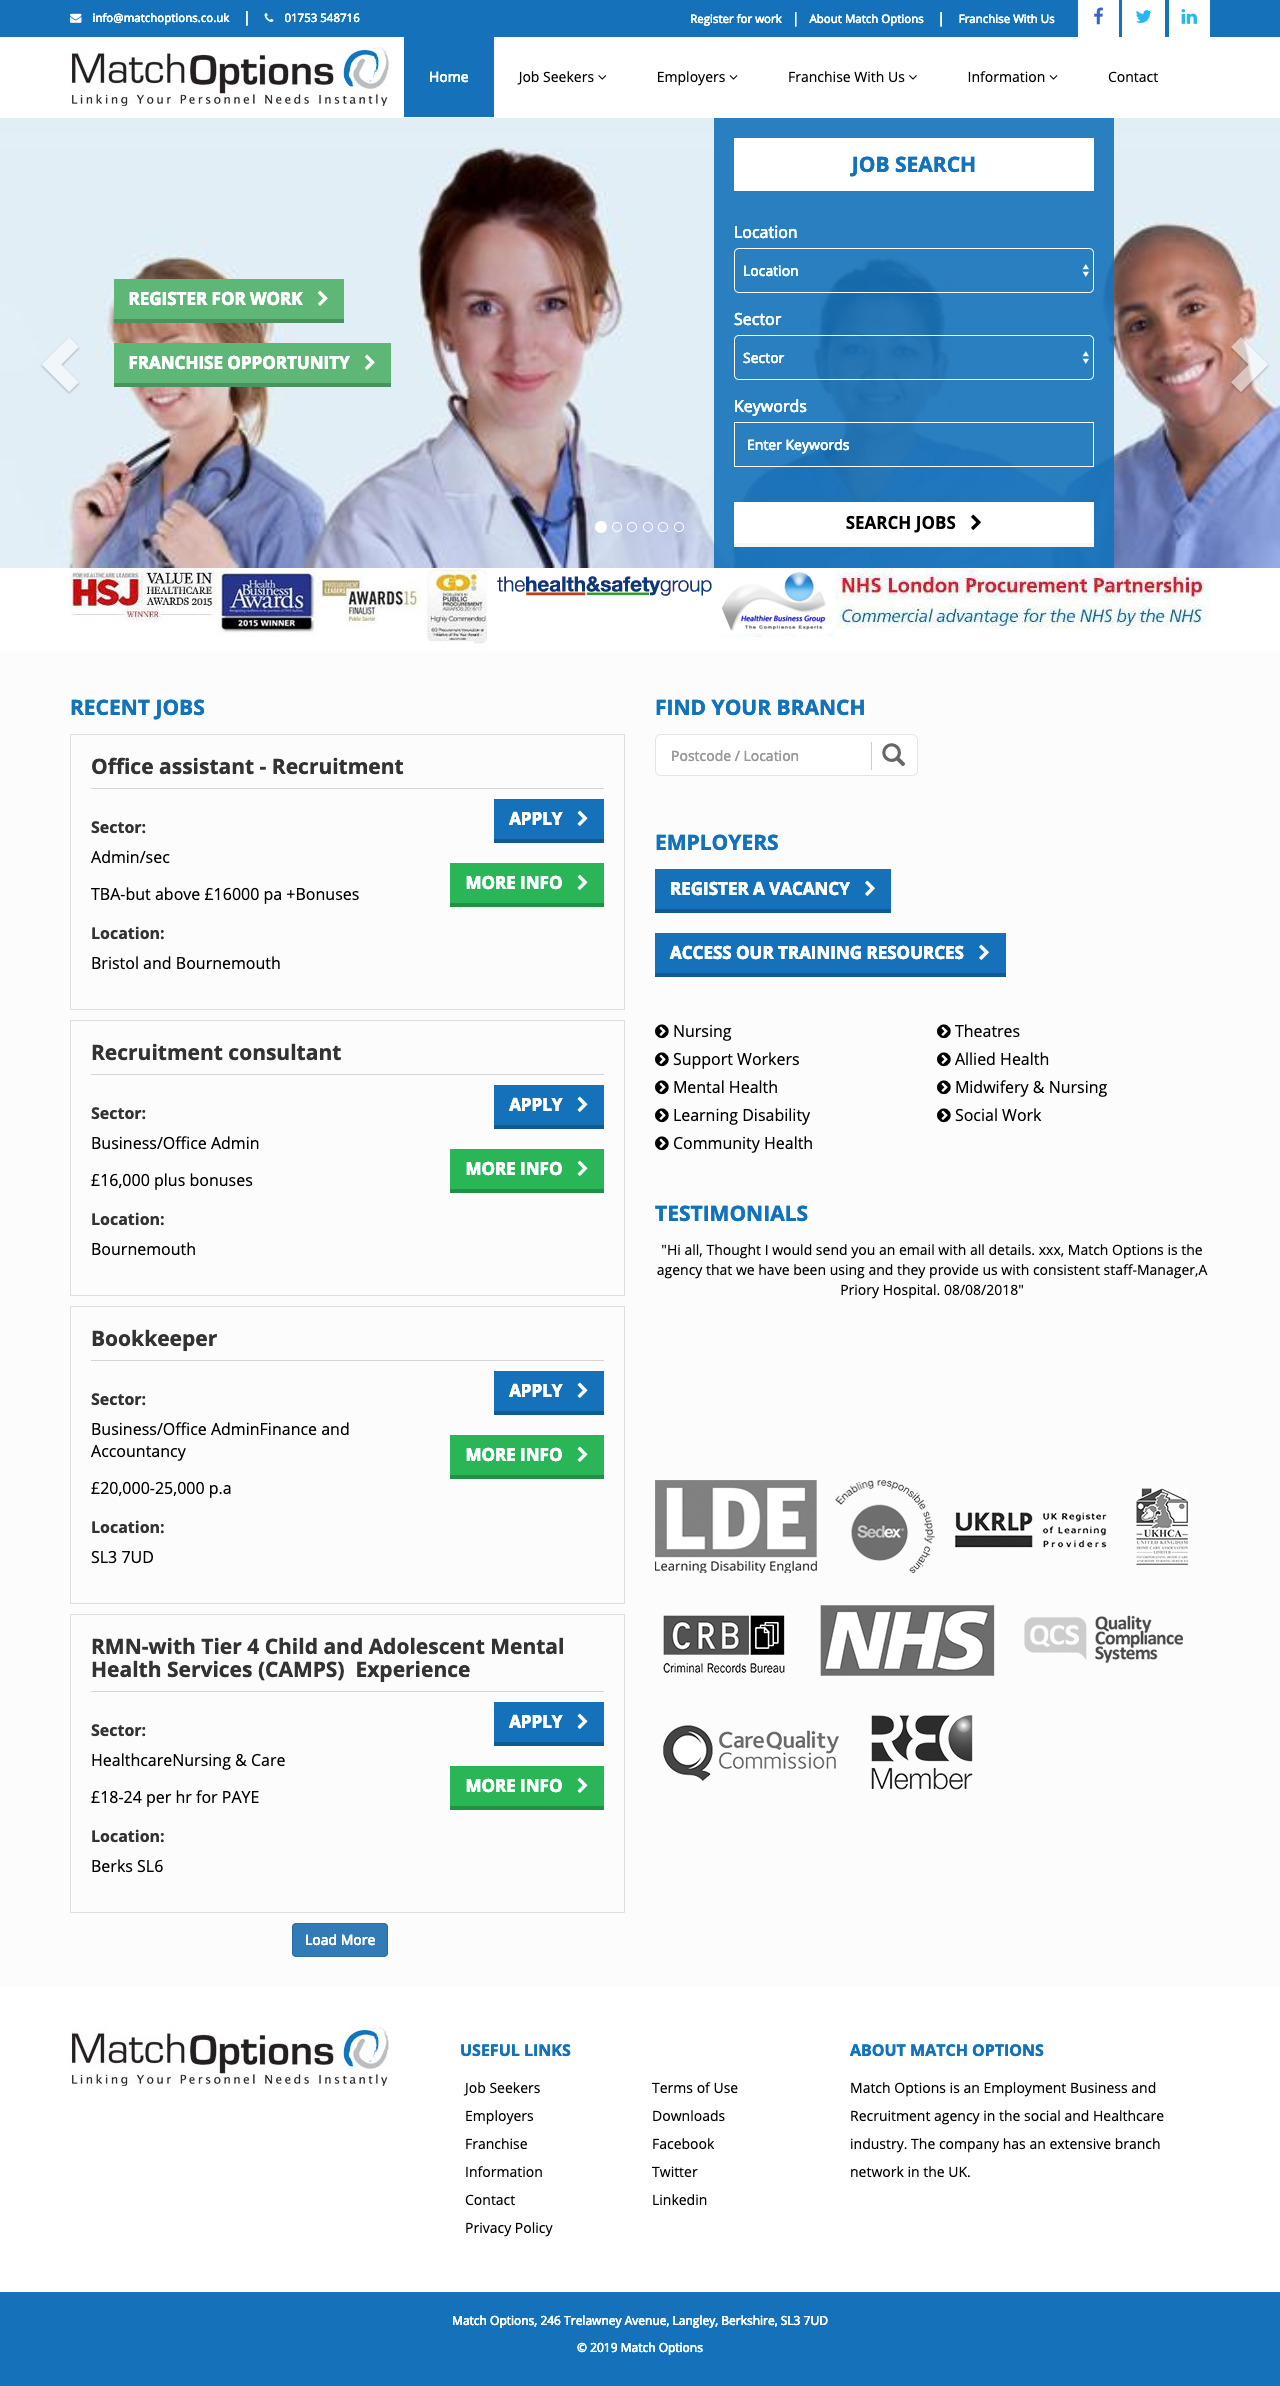 info@matchoptions.co.uk | 01753 548716
Register for work | About Match Options | Franchise With Us
MatchOptions
Linking Your Personnel Needs Instantly
Home
Job Seekers
Employers
Franchise With Us
Information
Contact
REGISTER FOR WORK
FRANCHISE OPPORTUNITY
JOB SEARCH
Location
Location
Sector
Sector
Keywords
Enter Keywords
SEARCH JOBS
FOR HEALTHCARE LEADERS
HSJ
VALUE IN
HEALTHCARE
AWARDS 2015
WINNER
Health
Business
Awards
2015 WINNER
AWARDS15
FINALIST
Public Sector
Highly Commended
thehealth&safetygroup
Healthier Business Group
The Compliance Experts
NHS London Procurement Partnership
Commercial advantage for the NHS by the NHS
RECENT JOBS
Office assistant - Recruitment
Sector:
Admin/sec
TBA-but above £16000 pa +Bonuses
Location:
Bristol and Bournemouth
APPLY
MORE INFO
Recruitment consultant
Sector:
Business/Office Admin
£16,000 plus bonuses
Location:
Bournemouth
APPLY
MORE INFO
Bookkeeper
Sector:
Business/Office AdminFinance and
Accountancy
£20,000-25,000 p.a
Location:
SL3 7UD
APPLY
MORE INFO
RMN-with Tier 4 Child and Adolescent Mental
Health Services (CAMPS)  Experience
Sector:
HealthcareNursing & Care
£18-24 per hr for PAYE
Location:
Berks SL6
APPLY
MORE INFO
Load More
FIND YOUR BRANCH
Postcode / Location
EMPLOYERS
REGISTER A VACANCY
ACCESS OUR TRAINING RESOURCES
Nursing
Support Workers
Mental Health
Learning Disability
Community Health
Theatres
Allied Health
Midwifery & Nursing
Social Work
TESTIMONIALS
"Hi all, Thought I would send you an email with all details. xxx, Match Options is the
agency that we have been using and they provide us with consistent staff-Manager,A
Priory Hospital. 08/08/2018"
LDE
Learning Disability England
Enabling responsible supply chains
Sedex
UKRLP
UK Register
of Learning
Providers
UKHCA
UNITED KINGDOM
CRB
Criminal Records Bureau
NHS
QCS
Quality
Compliance
Systems
CareQuality
Commission
REC
Member
MatchOptions
Linking Your Personnel Needs Instantly
USEFUL LINKS
Job Seekers
Employers
Franchise
Information
Contact
Privacy Policy
Terms of Use
Downloads
Facebook
Twitter
Linkedin
ABOUT MATCH OPTIONS
Match Options is an Employment Business and
Recruitment agency in the social and Healthcare
industry. The company has an extensive branch
network in the UK.
Match Options, 246 Trelawney Avenue, Langley, Berkshire, SL3 7UD
© 2019 Match Options